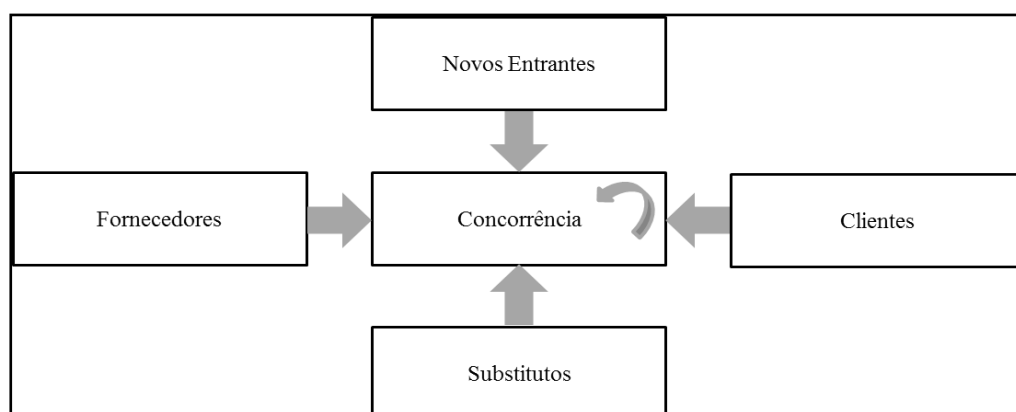 Novos Entrantes
Fornecedores
Concorrência
Clientes
Substitutos